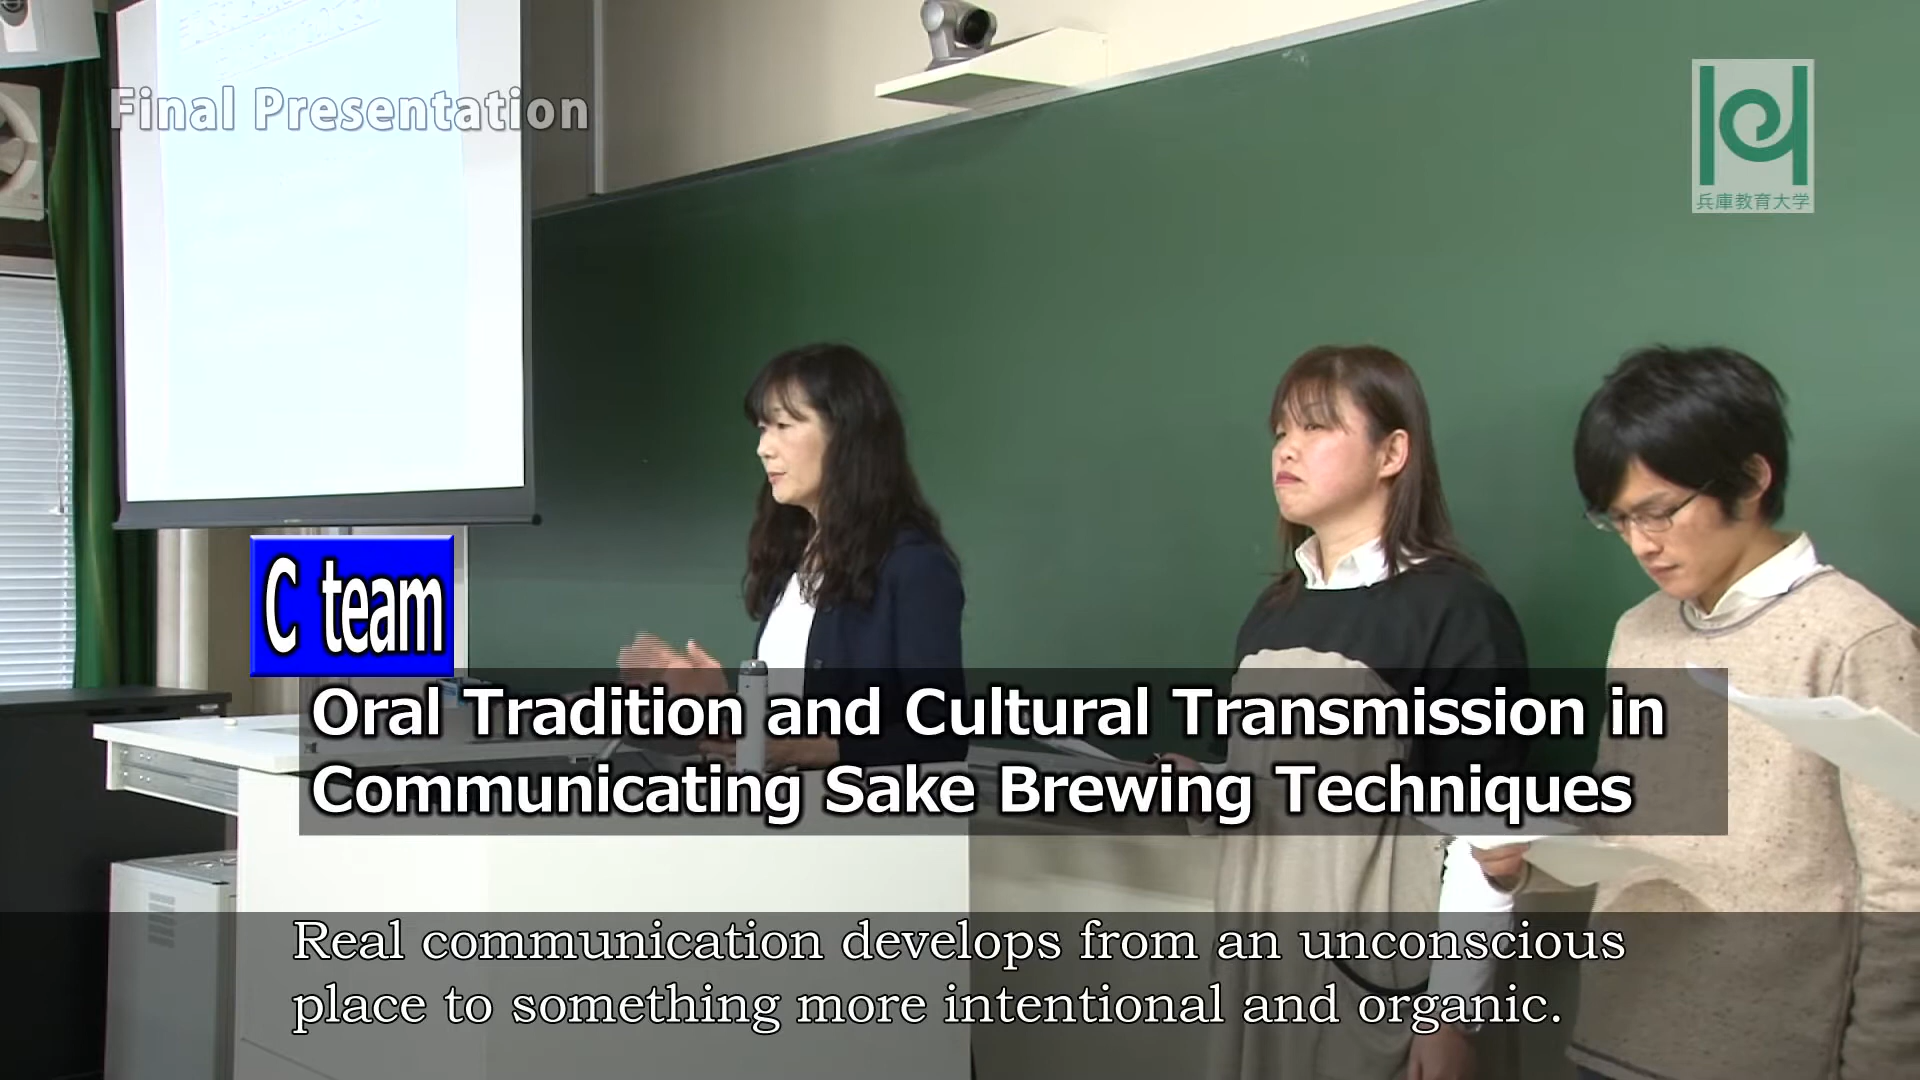 Final Presentation
兵庫教育大学
C team
Oral Tradition and Cultural Transmission in
Communicating Sake Brewing Techniques
Real communication develops from an unconscious
place to something more intentional and organic.